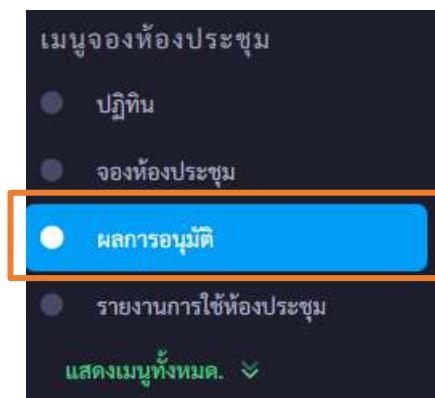 เมนูจองห้องประชุม
ปฏิทิน
จองห้องประชุม
ผลการอนุมัติ
รายงานการใช้ห้องประชุม
แสดงเมนูทั้งหมด.